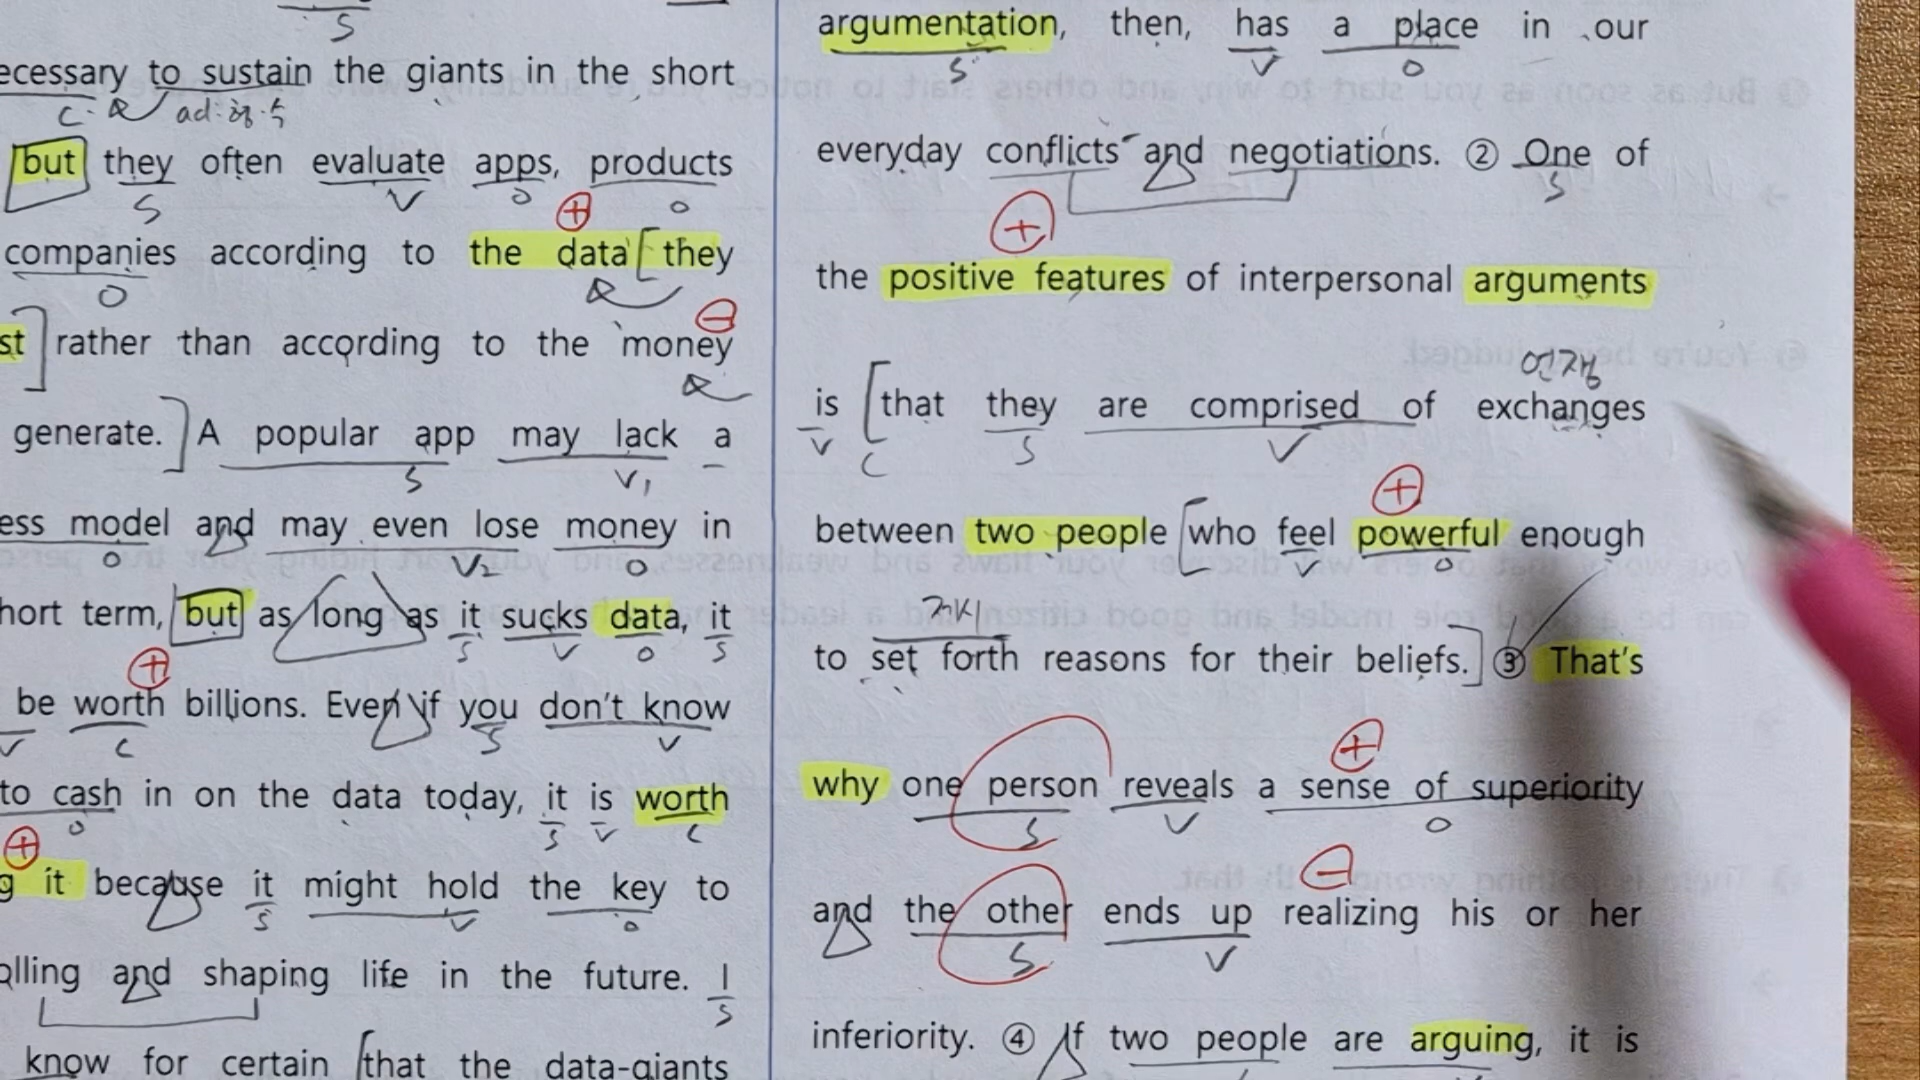 ecessary to sustain the giants in the short
but they often evaluate apps, products
companies according to the data [they
st] rather than according to the money
generate.] A popular app may lack a
ess model and may even lose money in
hort term, but as long as it sucks data, it
be worth billions. Even if you don't know
to cash in on the data today, it is worth
g it because it might hold the key to
olling and shaping life in the future. I
know for certain [that the data-giants
argumentation, then, has a place in our
everyday conflicts and negotiations. ② One of
the positive features of interpersonal arguments
is [that they are comprised of exchanges
between two people [who feel powerful enough
제시
to set forth reasons for their beliefs.] ③ That's
why one person reveals a sense of superiority
and the other ends up realizing his or her
inferiority. ④ If two people are arguing, it is